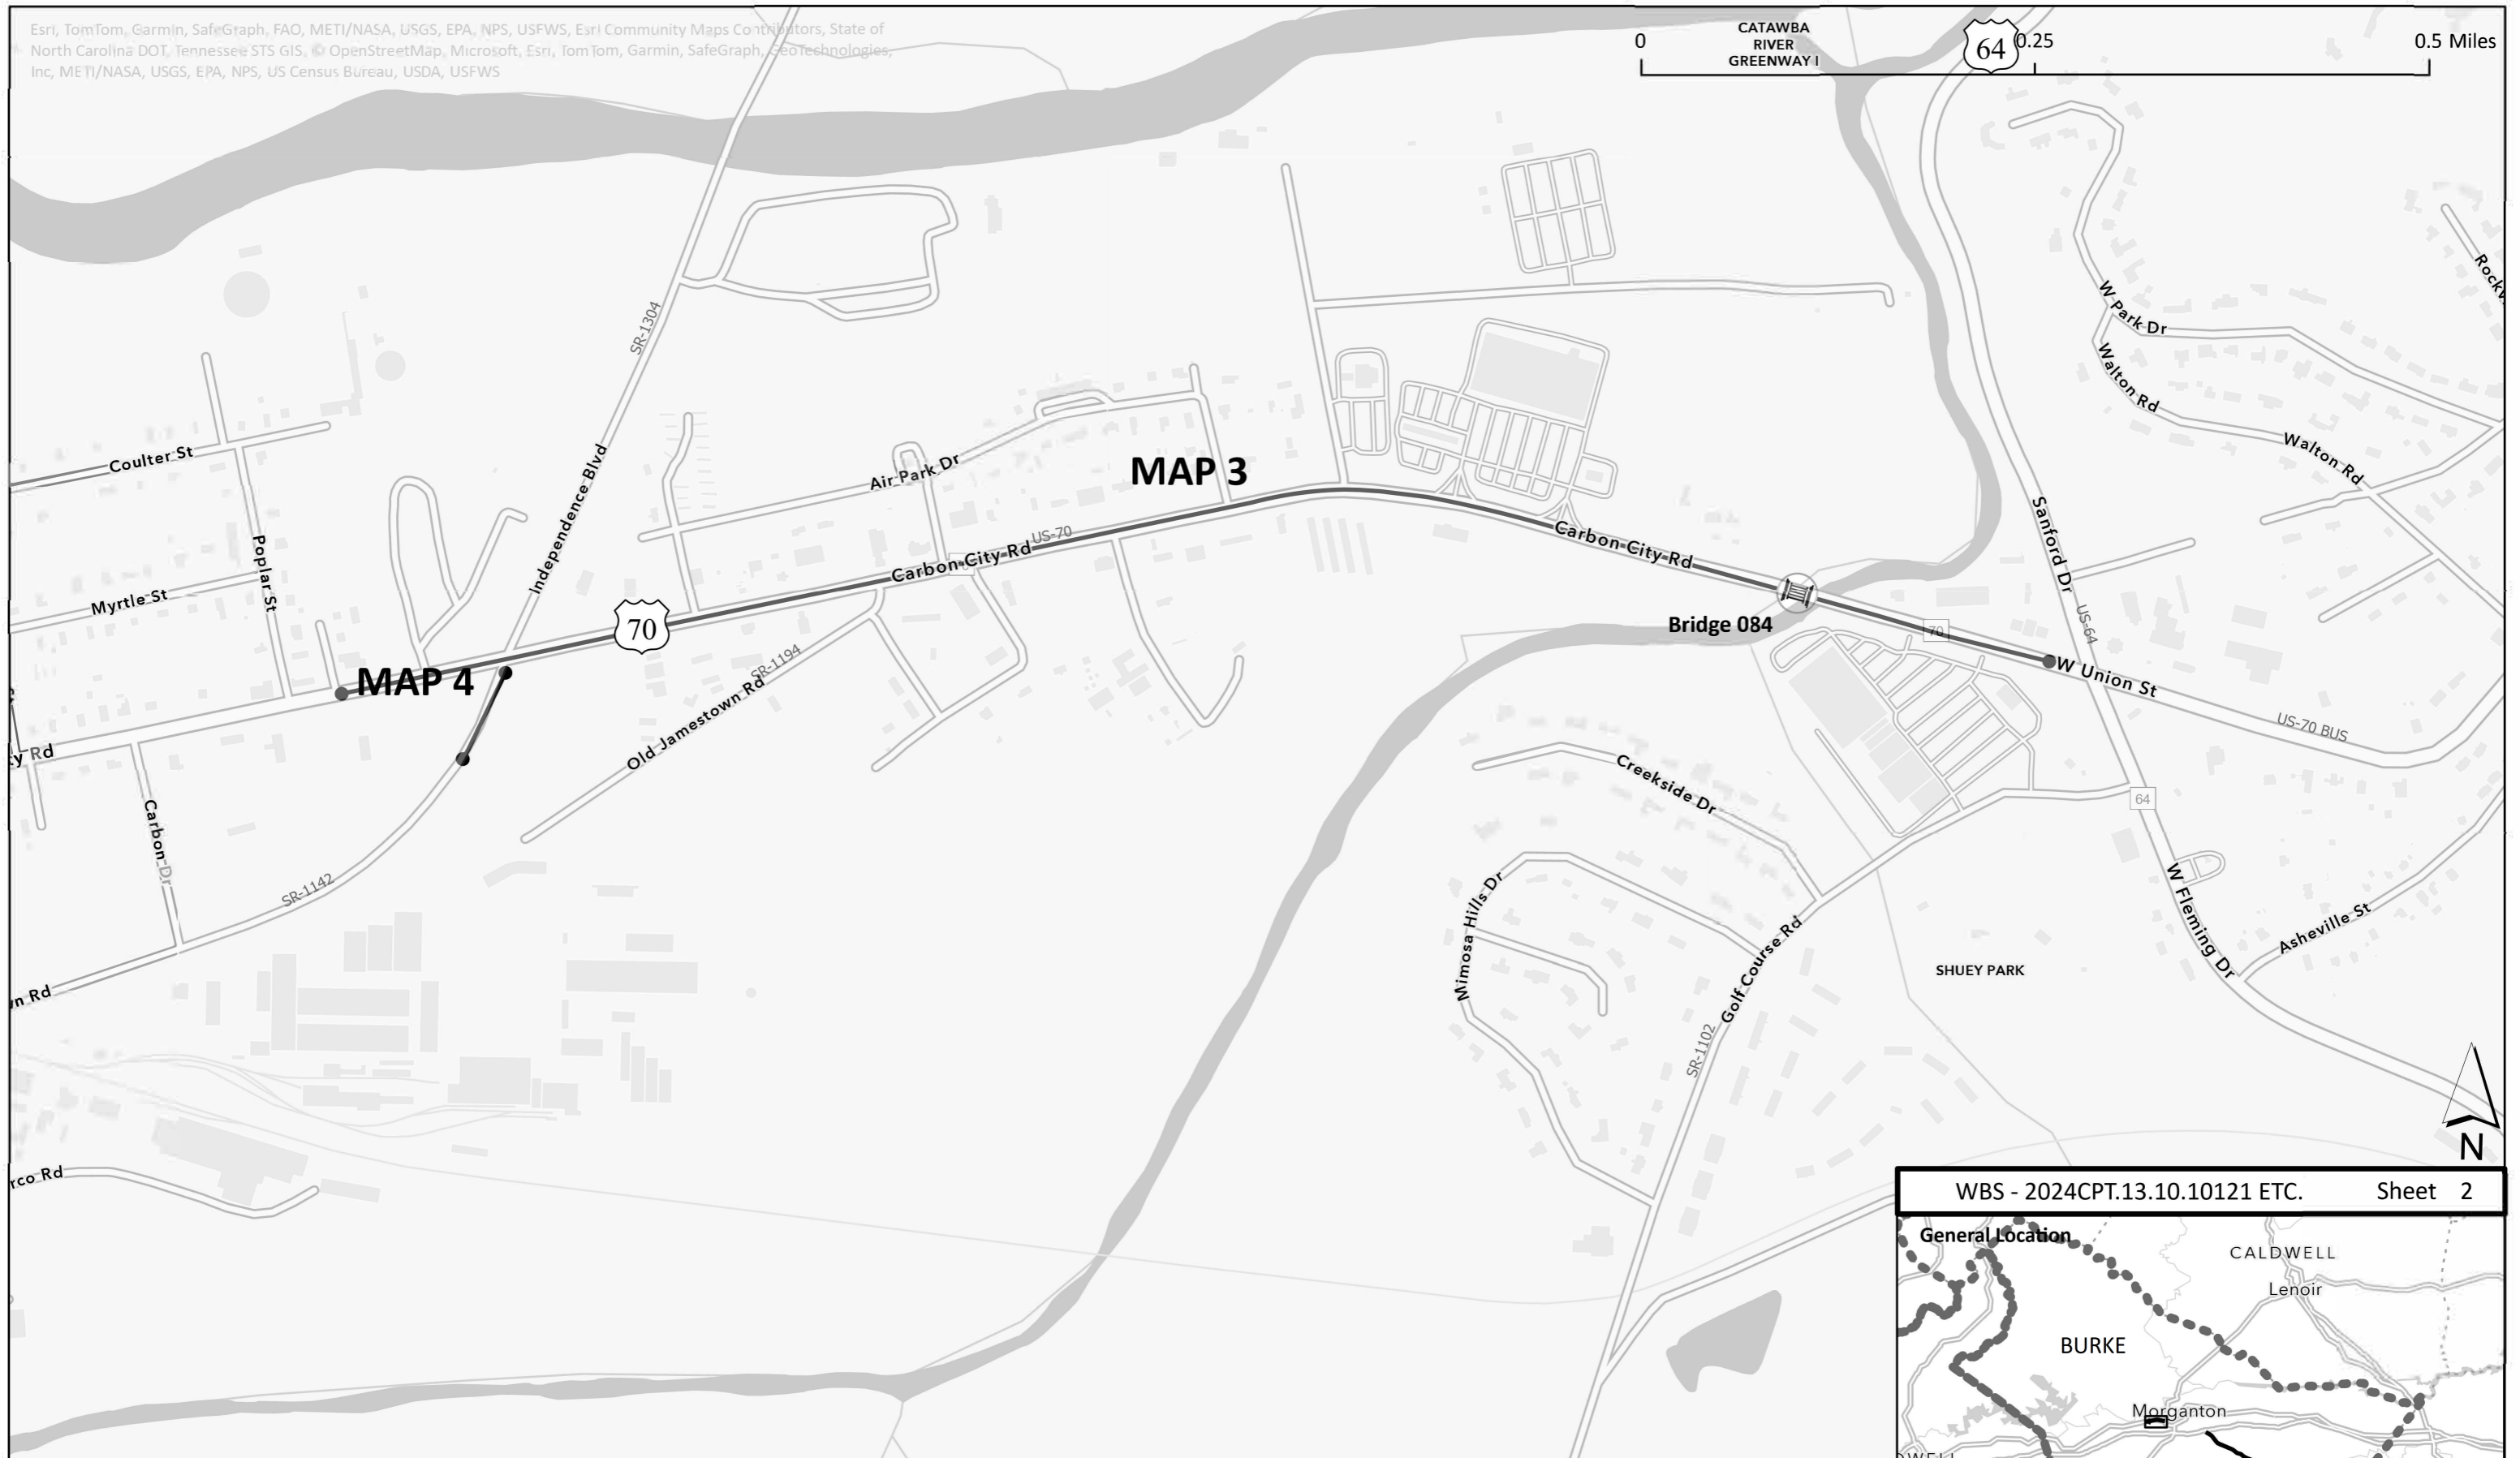 Esri, TomTom, Garmin, SafeGraph, FAO, METI/NASA, USGS, EPA, NPS, USFWS, Esri Community Maps Contributors, State of
North Carolina DOT, Tennessee STS GIS, © OpenStreetMap, Microsoft, Esri, TomTom, Garmin, SafeGraph, GeoTechnologies,
Inc, METI/NASA, USGS, EPA, NPS, US Census Bureau, USDA, USFWS
0
0.25
0.5 Miles
CATAWBA
RIVER
GREENWAY I
64
SR-1304
W Park Dr
Walton Rd
Walton Rd
Coulter St
Independence Blvd
Air Park Dr
MAP 3
US-70
Carbon City Rd
Carbon City Rd
Sanford Dr
Poplar St
Myrtle St
70
Bridge 084
70
US-64
MAP 4
SR-1194
Old Jamestown Rd
W Union St
US-70 BUS
ty Rd
Carbon Dr
Creekside Dr
64
SR-1142
Mimosa Hills Dr
Golf Course Rd
W Fleming Dr
Asheville St
SHUEY PARK
n Rd
SR-1102
N
rco Rd
WBS - 2024CPT.13.10.10121 ETC. Sheet 2
General Location
CALDWELL
Lenoir
BURKE
Morganton